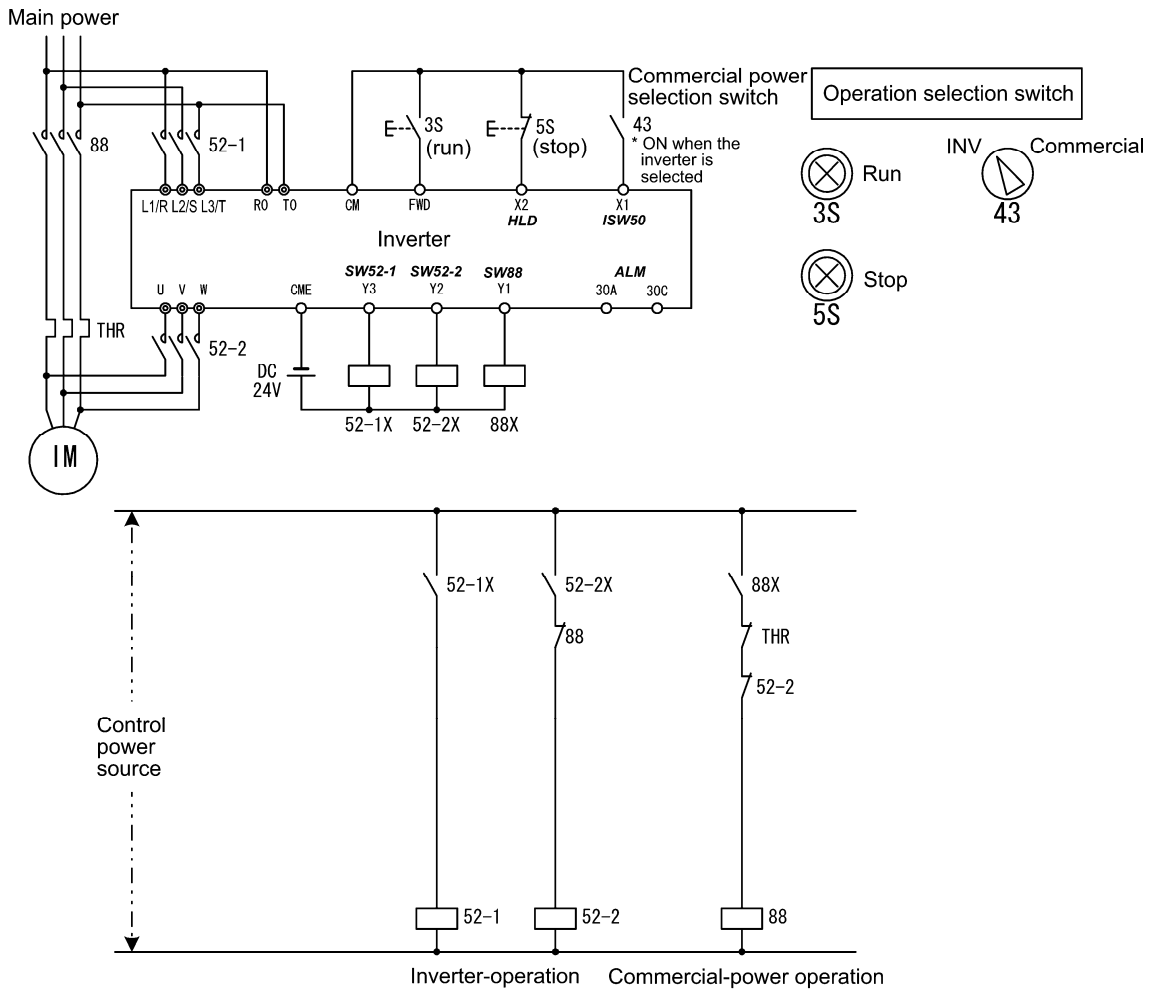 Main power
Commercial power
selection switch
Operation selection switch
88
52-1
3S
(run)
5S
(stop)
43
* ON when the
inverter is
selected
INV
Commercial
Run
3S
43
L1/R L2/S L3/T
R0
T0
CM
FWD
X2
X1
HLD
ISW50
Inverter
Stop
5S
SW52-1
SW52-2
SW88
ALM
U
V
W
CME
Y3
Y2
Y1
30A
30C
THR
52-2
DC
24V
52-1X
52-2X
88X
IM
52-1X
52-2X
88X
88
THR
52-2
Control
power
source
52-1
52-2
88
Inverter-operation
Commercial-power operation